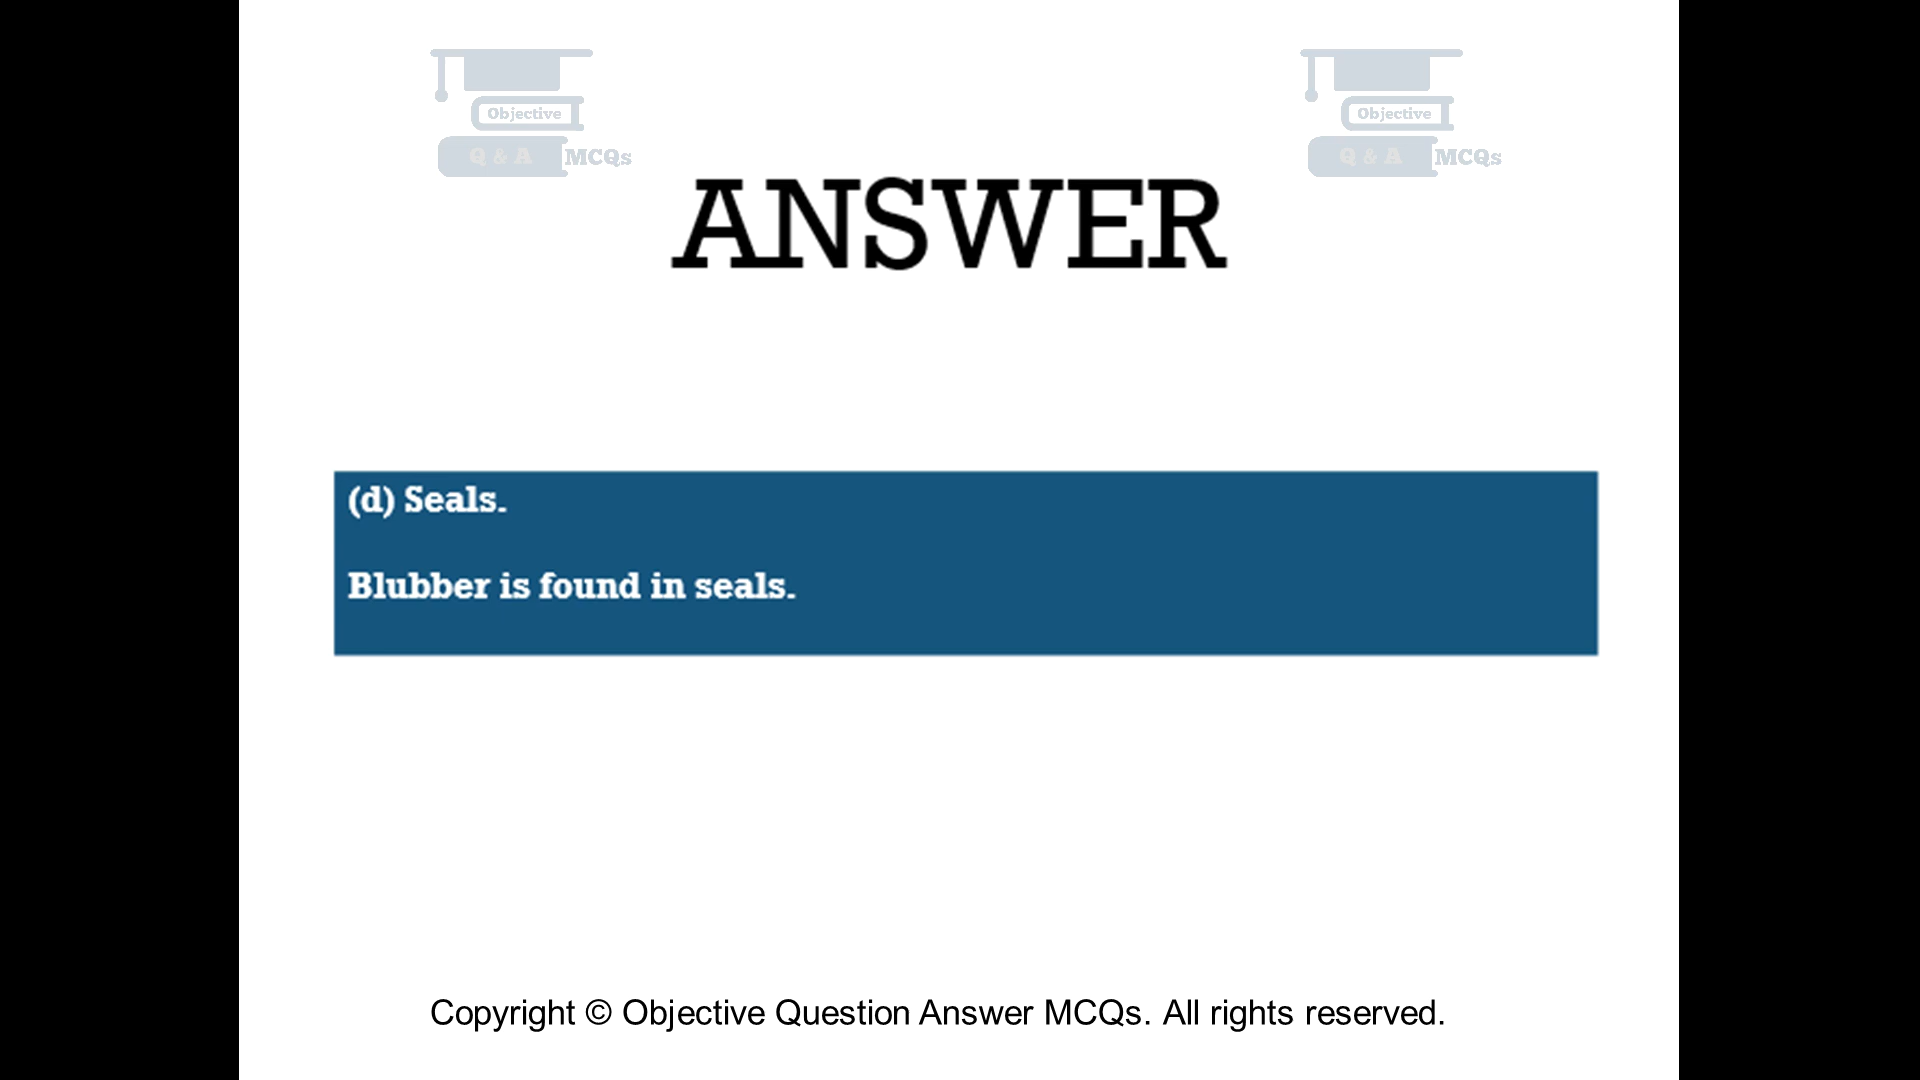 Objective
Q & A MCQs
Objective
Q & A MCQs
ANSWER
(d) Seals.
Blubber is found in seals.
Copyright © Objective Question Answer MCQs. All rights reserved.